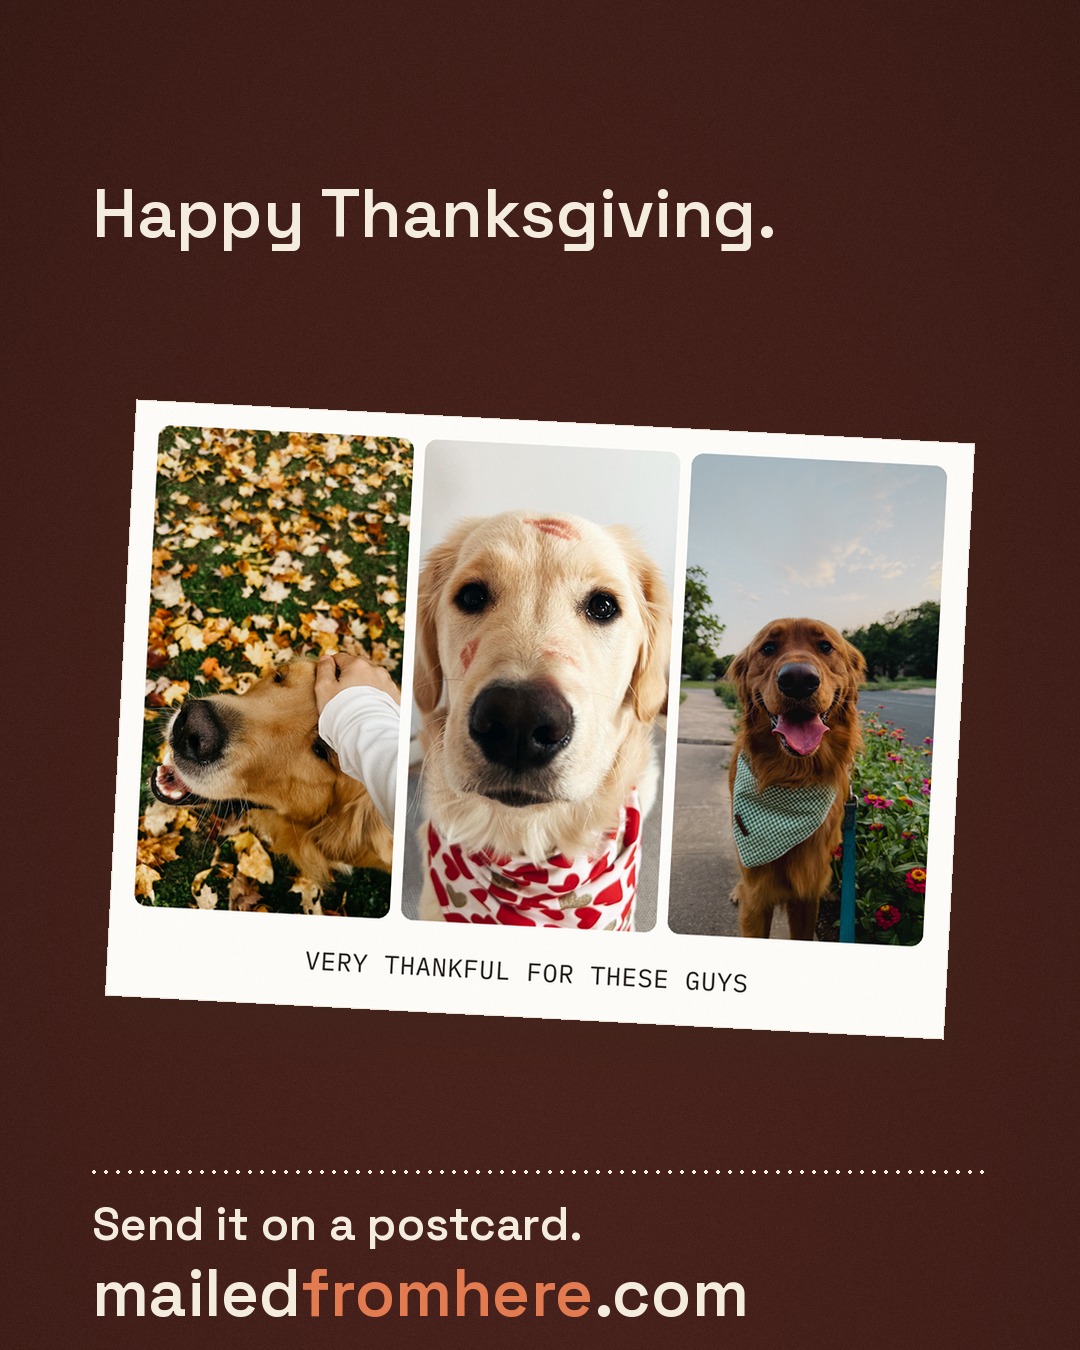 Happy Thanksgiving.
VERY THANKFUL FOR THESE GUYS
Send it on a postcard.
mailedfromhere.com